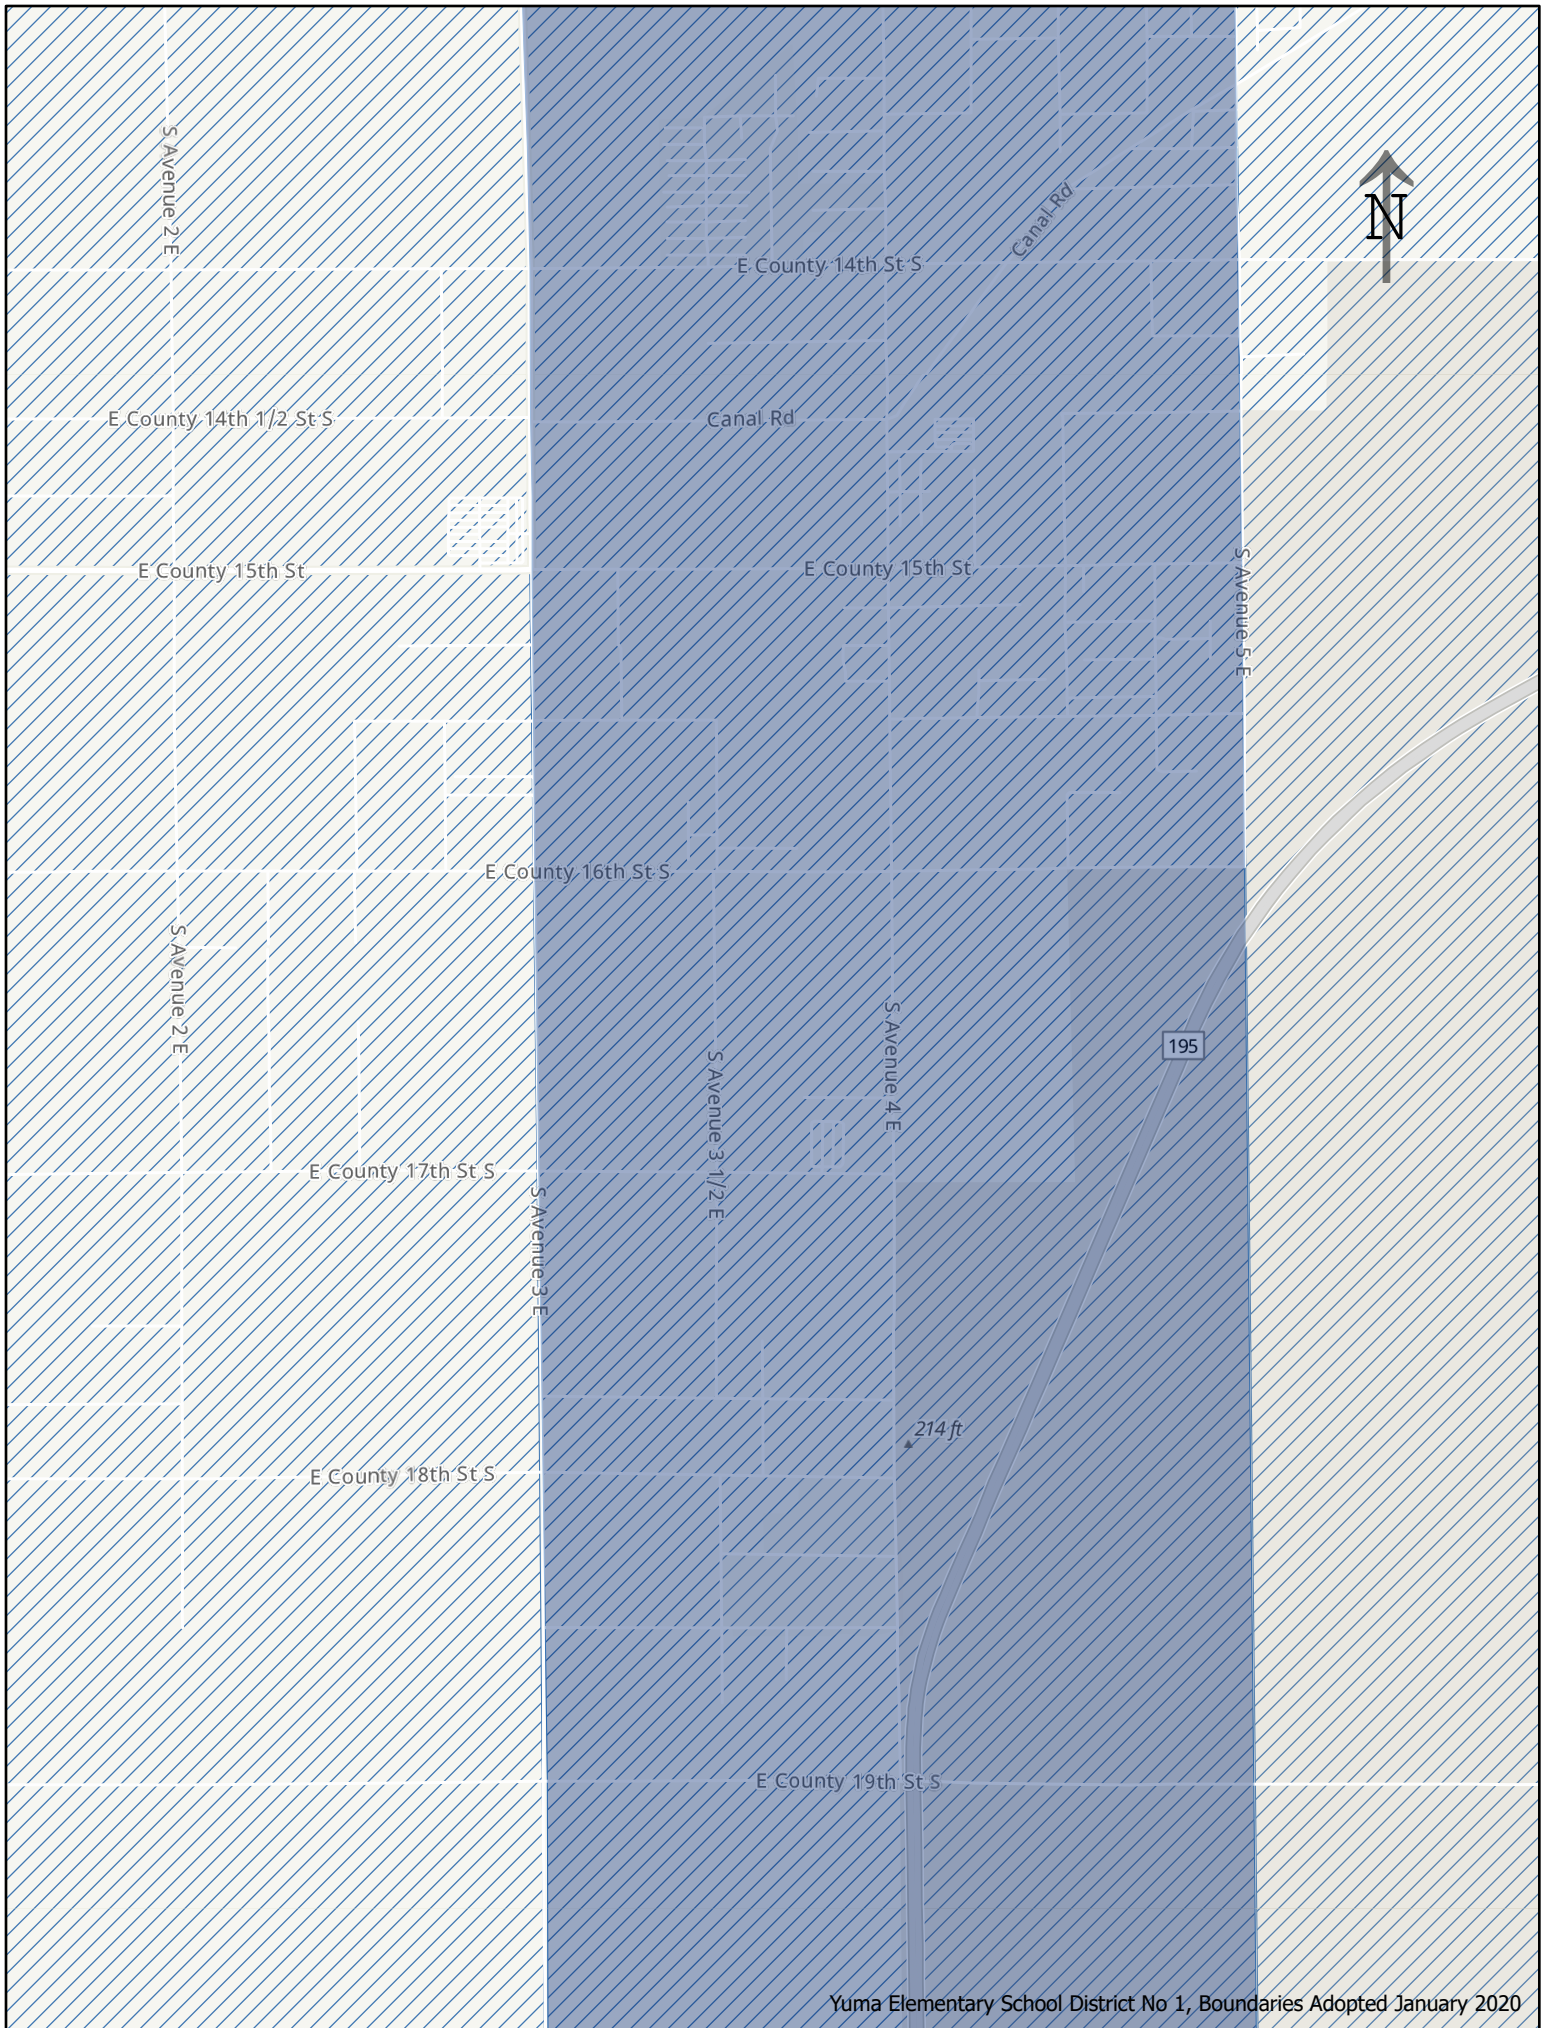 S Avenue 2 E
N
Canal Rd
E County 14th St S
E County 14th 1/2 St S
Canal Rd
E County 15th St
E County 15th St
S Avenue 5 E
E County 16th St S
S Avenue 2 E
195
S Avenue 4 E
S Avenue 3 1/2 E
E County 17th St S
S Avenue 3 E
214 ft
E County 18th St S
E County 19th St S
Yuma Elementary School District No 1, Boundaries Adopted January 2020